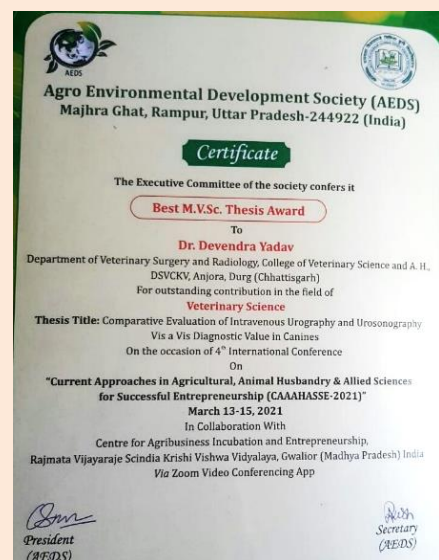 AEDS
Agro Environmental Development Society (AEDS)
Majhra Ghat, Rampur, Uttar Pradesh-244922 (India)
Certificate
The Executive Committee of the society confers it
Best M.V.Sc. Thesis Award
To
Dr. Devendra Yadav
Department of Veterinary Surgery and Radiology, College of Veterinary Science and A. H.,
DSVCKV, Anjora, Durg (Chhattisgarh)
For outstanding contribution in the field of
Veterinary Science
Thesis Title: Comparative Evaluation of Intravenous Urography and Urosonography
Vis a Vis Diagnostic Value in Canines
On the occasion of 4th International Conference
On
"Current Approaches in Agricultural, Animal Husbandry & Allied Sciences
for Successful Entrepreneurship (CAAAHASSE-2021)"
March 13-15, 2021
In Collaboration With
Centre for Agribusiness Incubation and Entrepreneurship,
Rajmata Vijayaraje Scindia Krishi Vishwa Vidyalaya, Gwalior (Madhya Pradesh) India
Via Zoom Video Conferencing App
President
(AEDS)
Secretary
(AEDS)